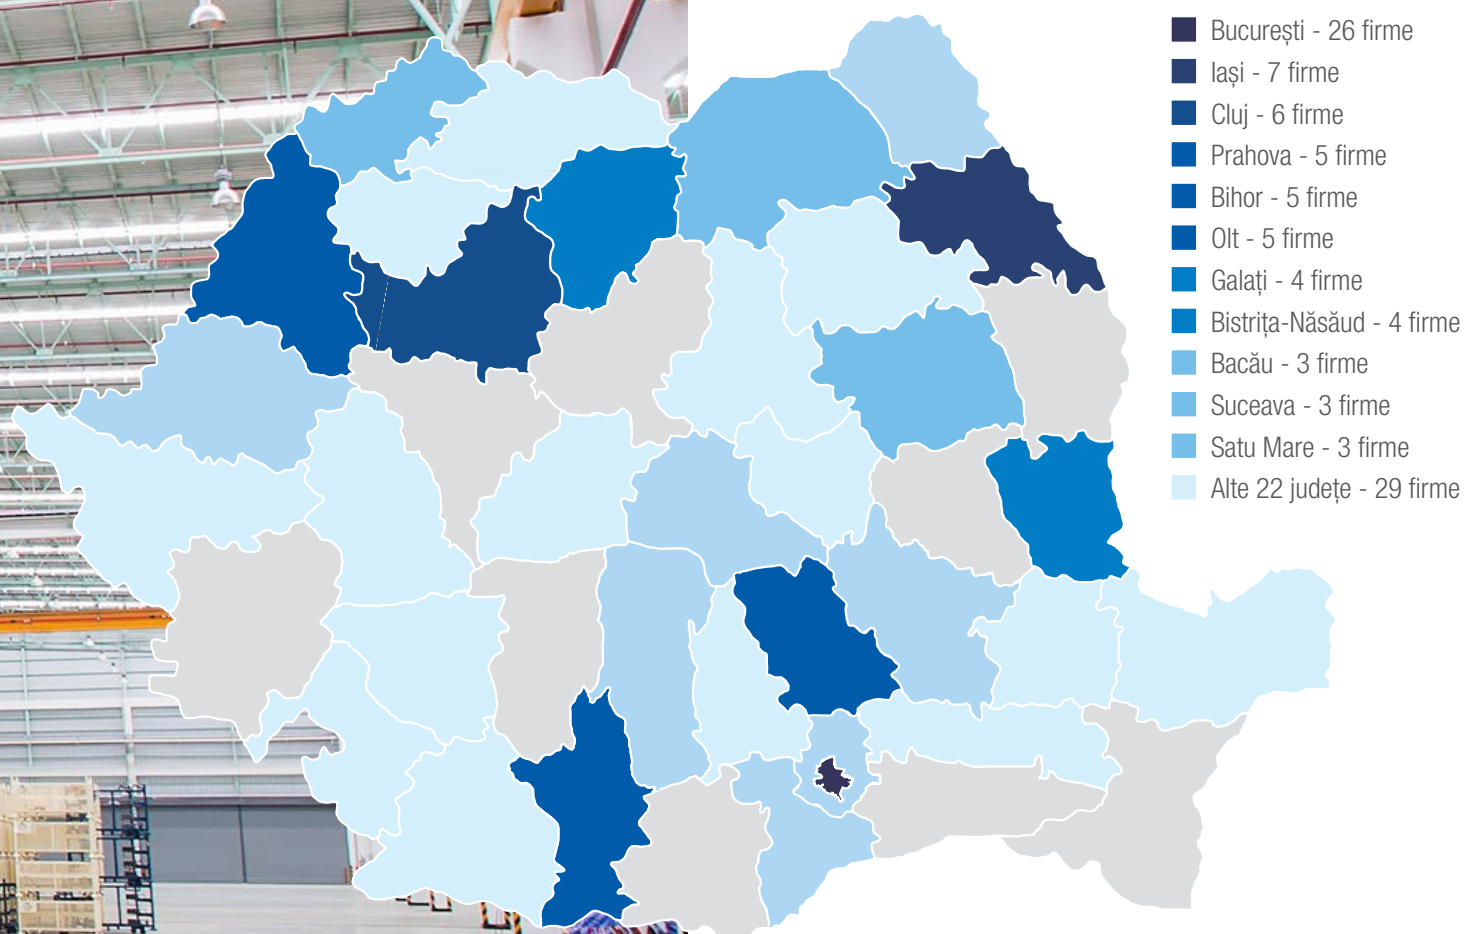 București - 26 firme
Iași - 7 firme
Cluj - 6 firme
Prahova - 5 firme
Bihor - 5 firme
Olt - 5 firme
Galați - 4 firme
Bistrița-Năsăud - 4 firme
Bacău - 3 firme
Suceava - 3 firme
Satu Mare - 3 firme
Alte 22 județe - 29 firme